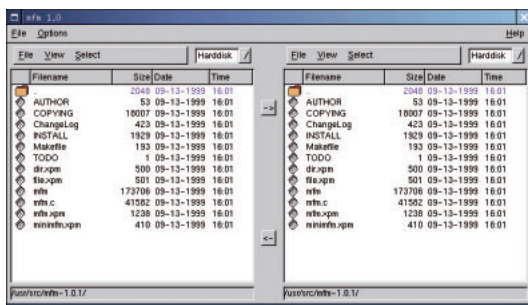 mfm 1.0
File Options Help
File View Select Harddisk /
Filename Size Date Time
.. 2048 09-13-1999 16:01
AUTHOR 53 09-13-1999 16:01
COPYING 18007 09-13-1999 16:01
ChangeLog 423 09-13-1999 16:01
INSTALL 1929 09-13-1999 16:01
Makefile 193 09-13-1999 16:01
TODO 1 09-13-1999 16:01
dir.xpm 500 09-13-1999 16:01
file.xpm 501 09-13-1999 16:01
mfm 173706 09-13-1999 16:01
mfm.c 41582 09-13-1999 16:01
mfm.xpm 1238 09-13-1999 16:01
minimfm.xpm 410 09-13-1999 16:01
/usr/src/mfm-1.0.1/
->
<-
File View Select Harddisk /
Filename Size Date Time
.. 2048 09-13-1999 16:01
AUTHOR 53 09-13-1999 16:01
COPYING 18007 09-13-1999 16:01
ChangeLog 423 09-13-1999 16:01
INSTALL 1929 09-13-1999 16:01
Makefile 193 09-13-1999 16:01
TODO 1 09-13-1999 16:01
dir.xpm 500 09-13-1999 16:01
file.xpm 501 09-13-1999 16:01
mfm 173706 09-13-1999 16:01
mfm.c 41582 09-13-1999 16:01
mfm.xpm 1238 09-13-1999 16:01
minimfm.xpm 410 09-13-1999 16:01
/usr/src/mfm-1.0.1/